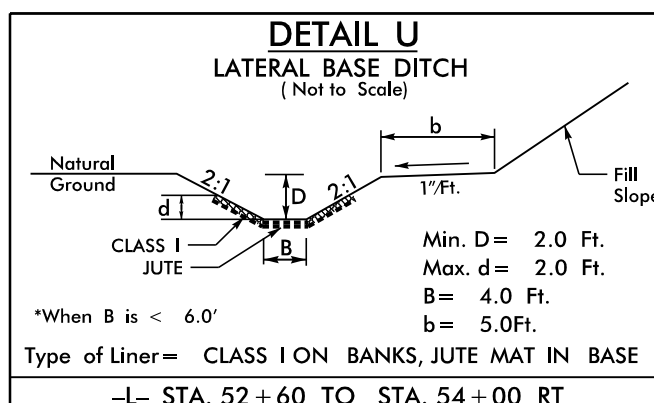 DETAIL U
LATERAL BASE DITCH
( Not to Scale)
b
Natural
Ground
2:1
D
2:1
1"/Ft.
Fill
Slope
d
CLASS I
B
JUTE
Min. D= 2.0 Ft.
Max. d= 2.0 Ft.
B= 4.0 Ft.
b= 5.0Ft.
*When B is < 6.0'
Type of Liner= CLASS I ON BANKS, JUTE MAT IN BASE
-L- STA. 52+60 TO STA. 54+00 RT